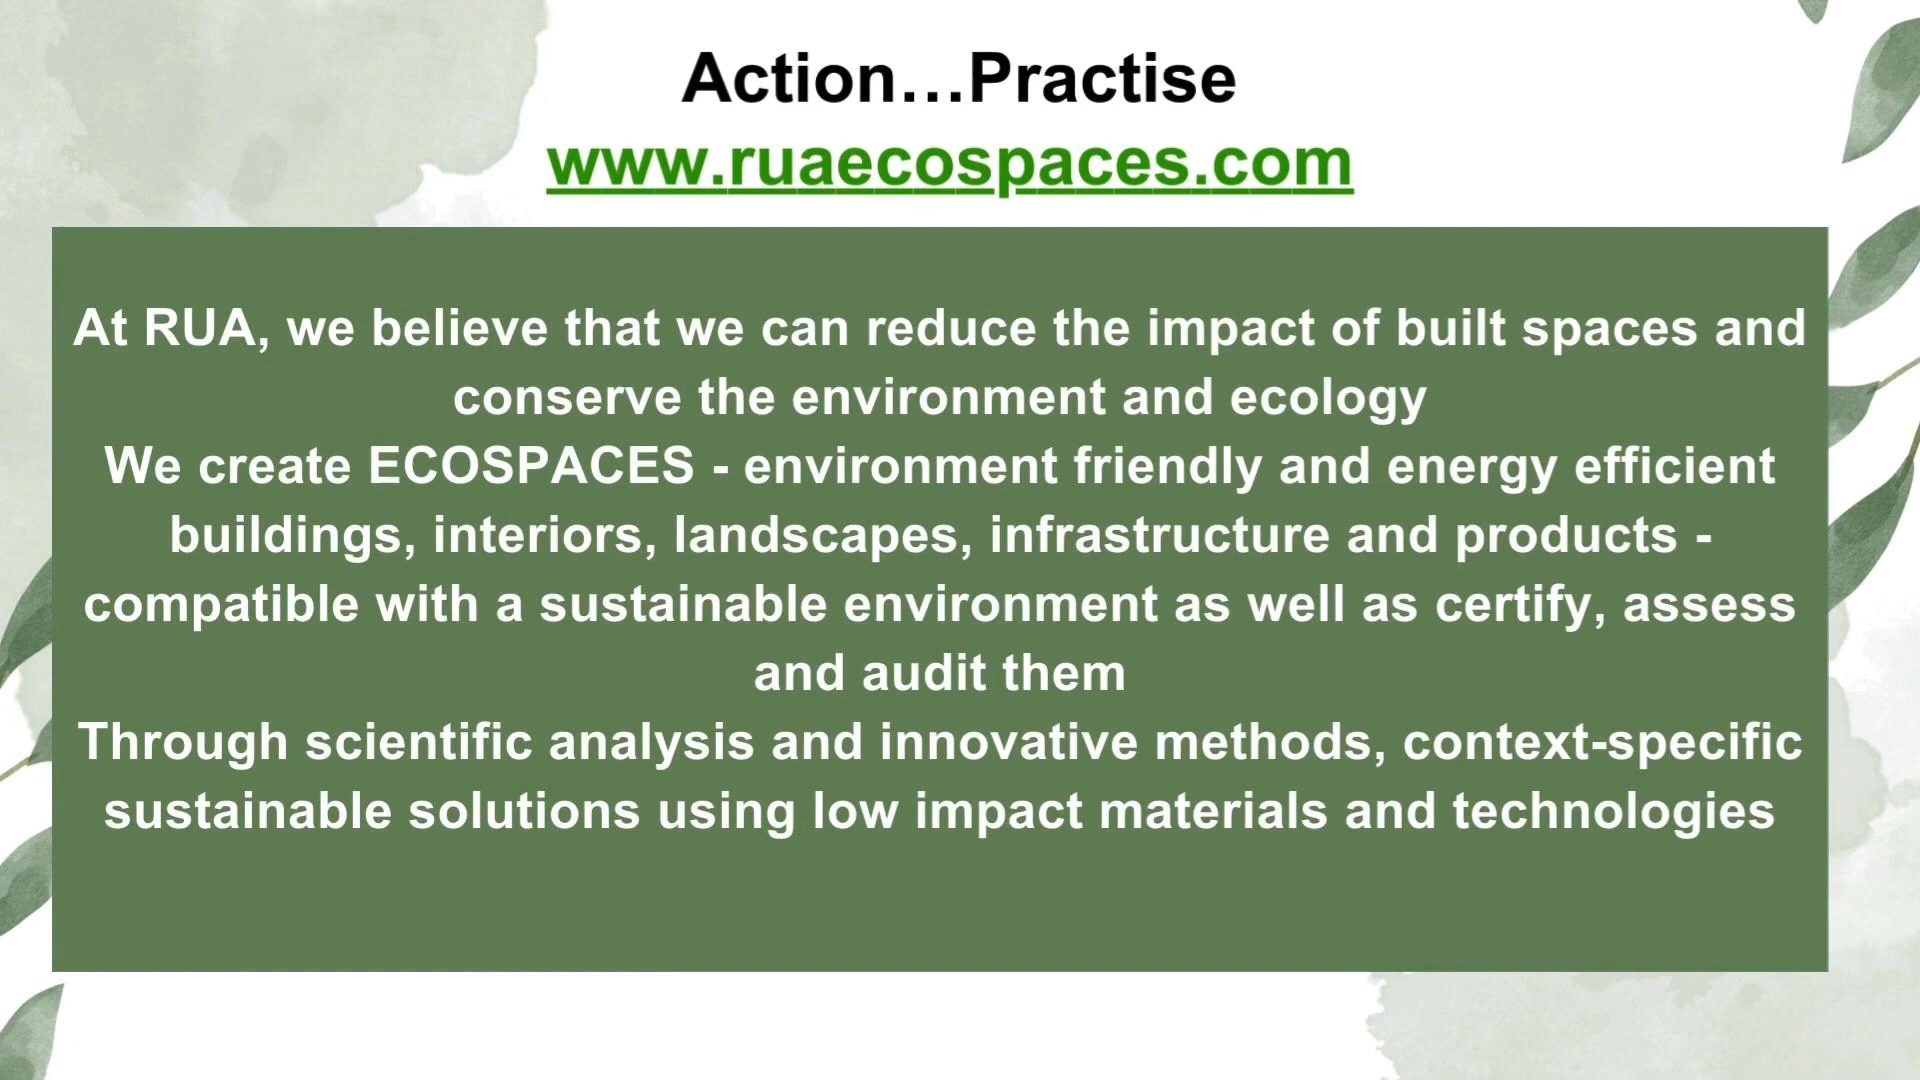 Action...Practise
www.ruaecospaces.com
At RUA, we believe that we can reduce the impact of built spaces and
conserve the environment and ecology
We create ECOSPACES - environment friendly and energy efficient
buildings, interiors, landscapes, infrastructure and products -
compatible with a sustainable environment as well as certify, assess
and audit them
Through scientific analysis and innovative methods, context-specific
sustainable solutions using low impact materials and technologies